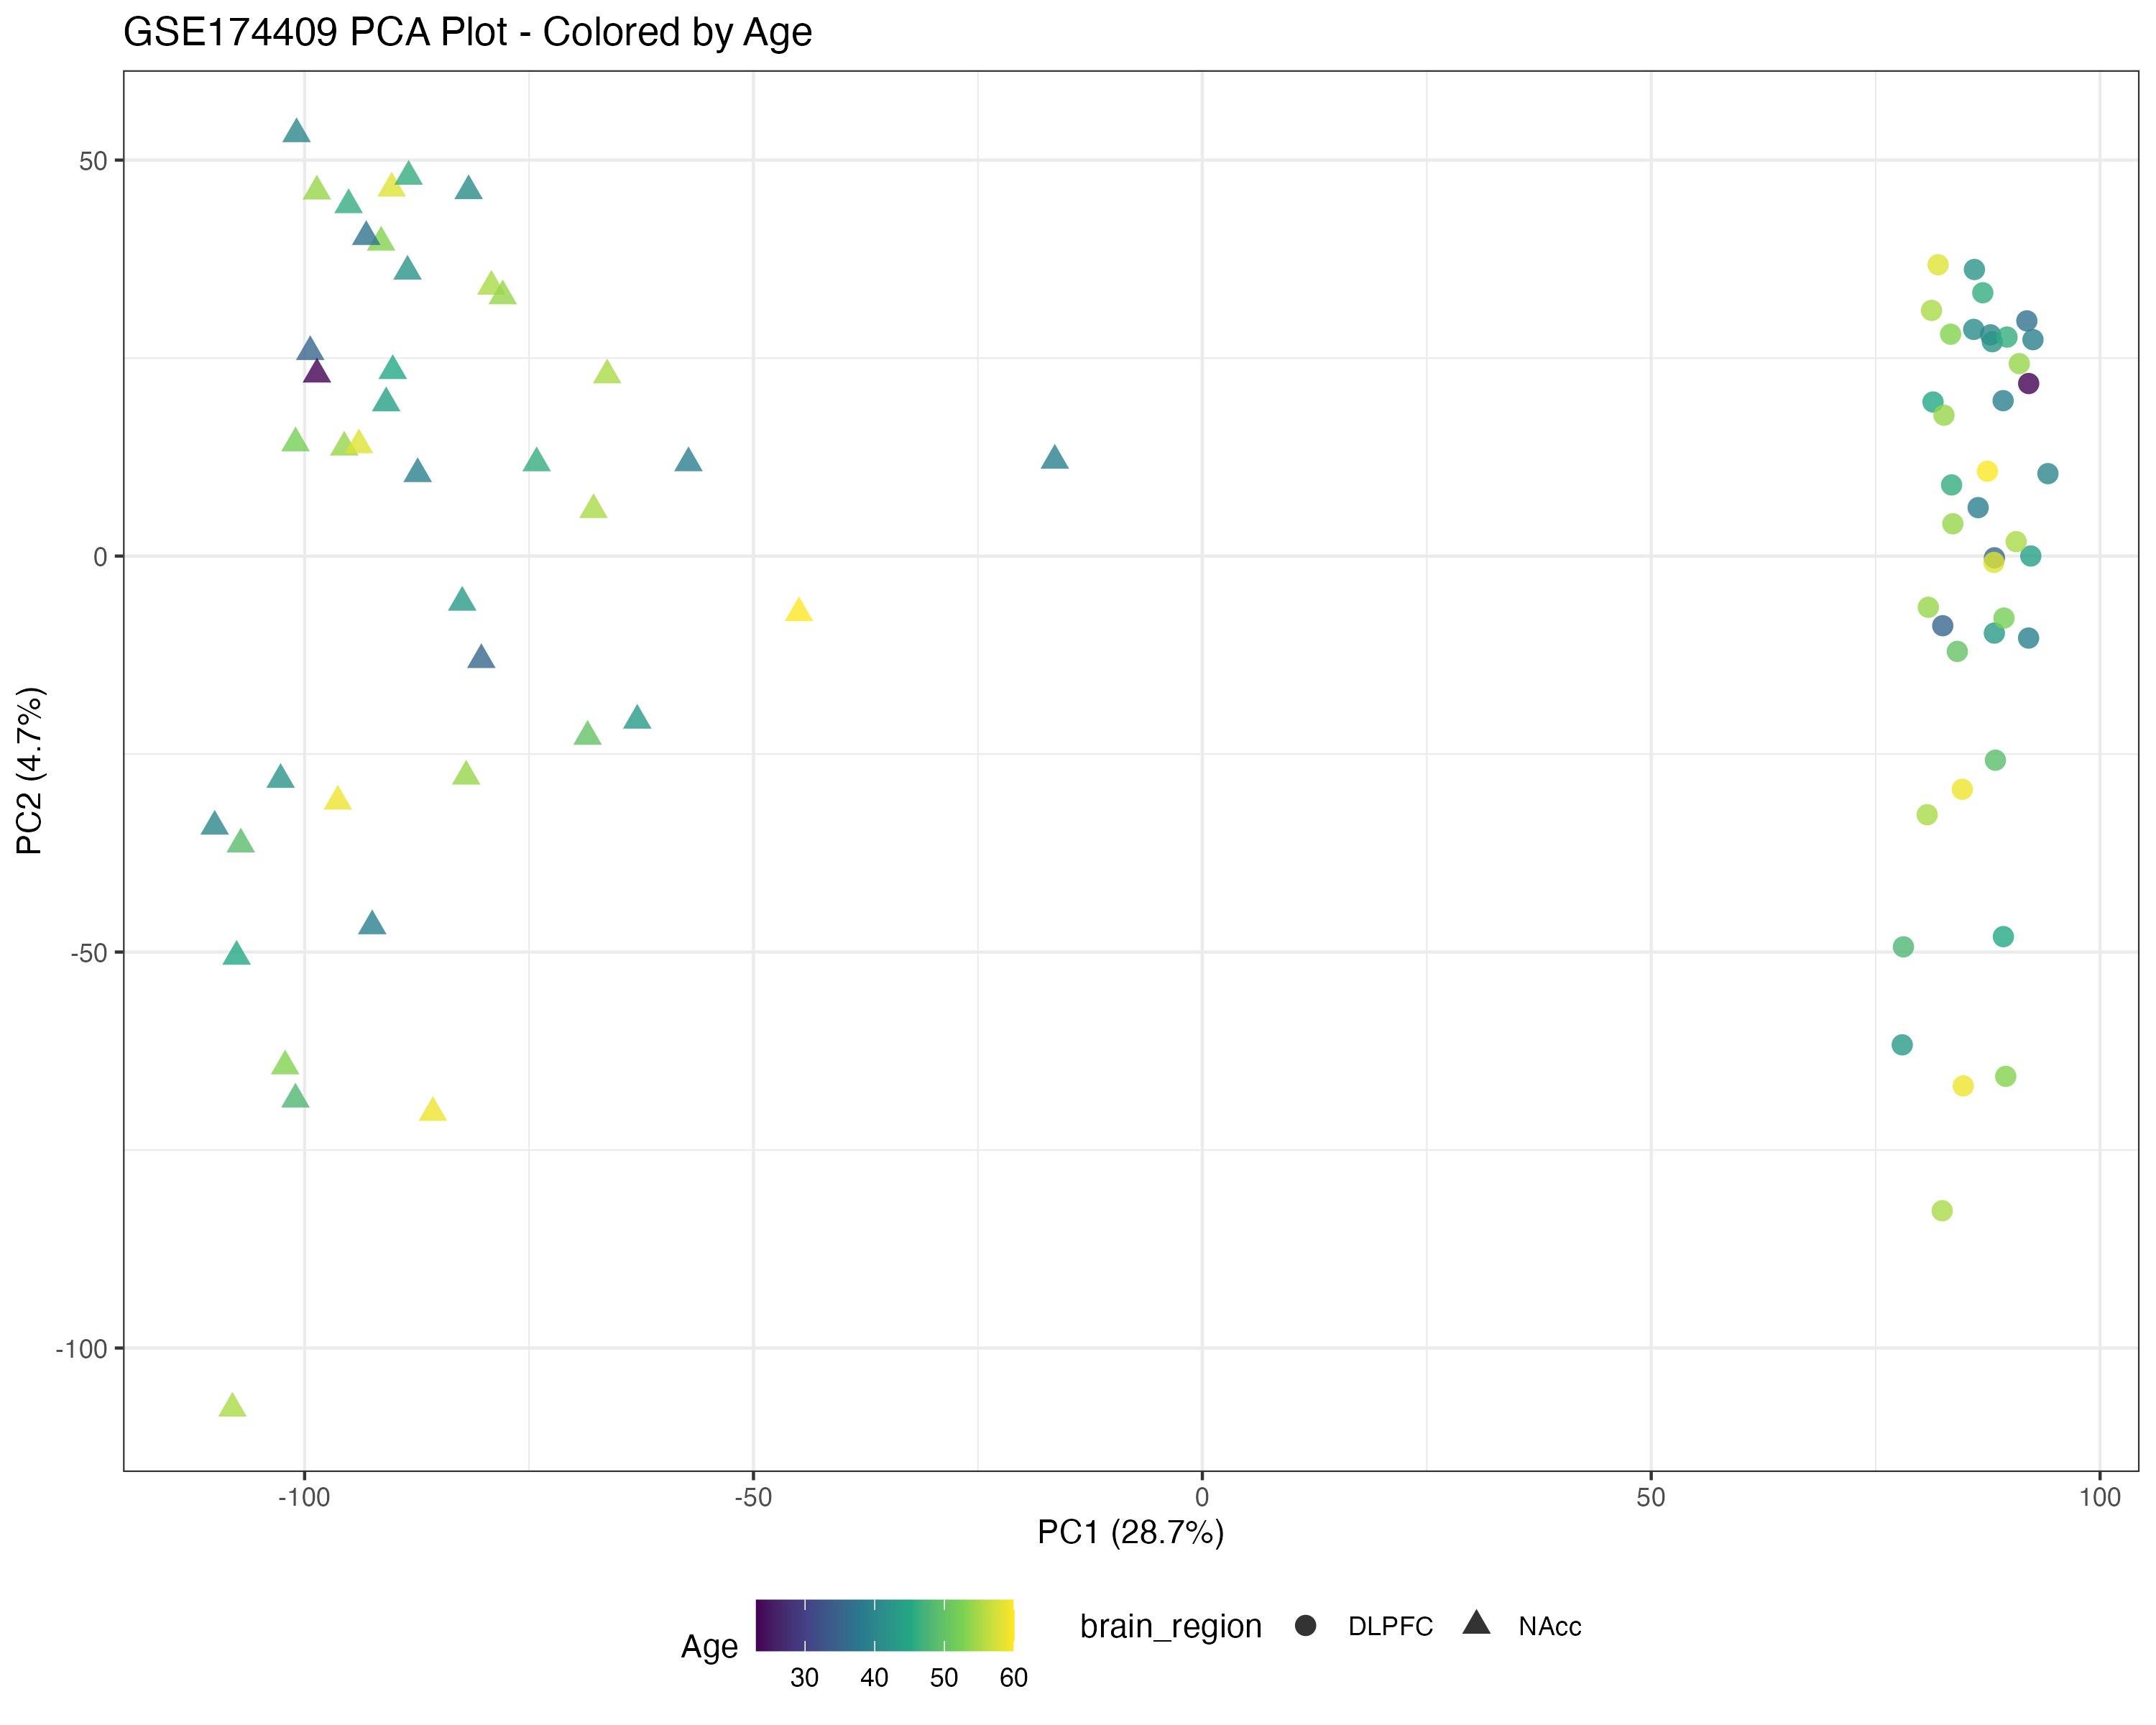 GSE174409 PCA Plot - Colored by Age
50
0
-50
-100
PC2 (4.7%)
-100
-50
0
50
100
PC1 (28.7%)
Age
30
40
50
60
brain_region
DLPFC
NAcc